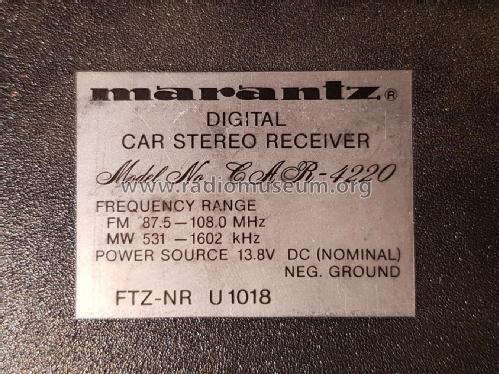 marantz®
DIGITAL
CAR STEREO RECEIVER
Model No. CAR-4220
www.radiomuseum.org
FREQUENCY RANGE
FM 87.5-108.0 MHz
MW 531-1602 kHz
POWER SOURCE 13.8V DC (NOMINAL)
NEG. GROUND
FTZ-NR U1018